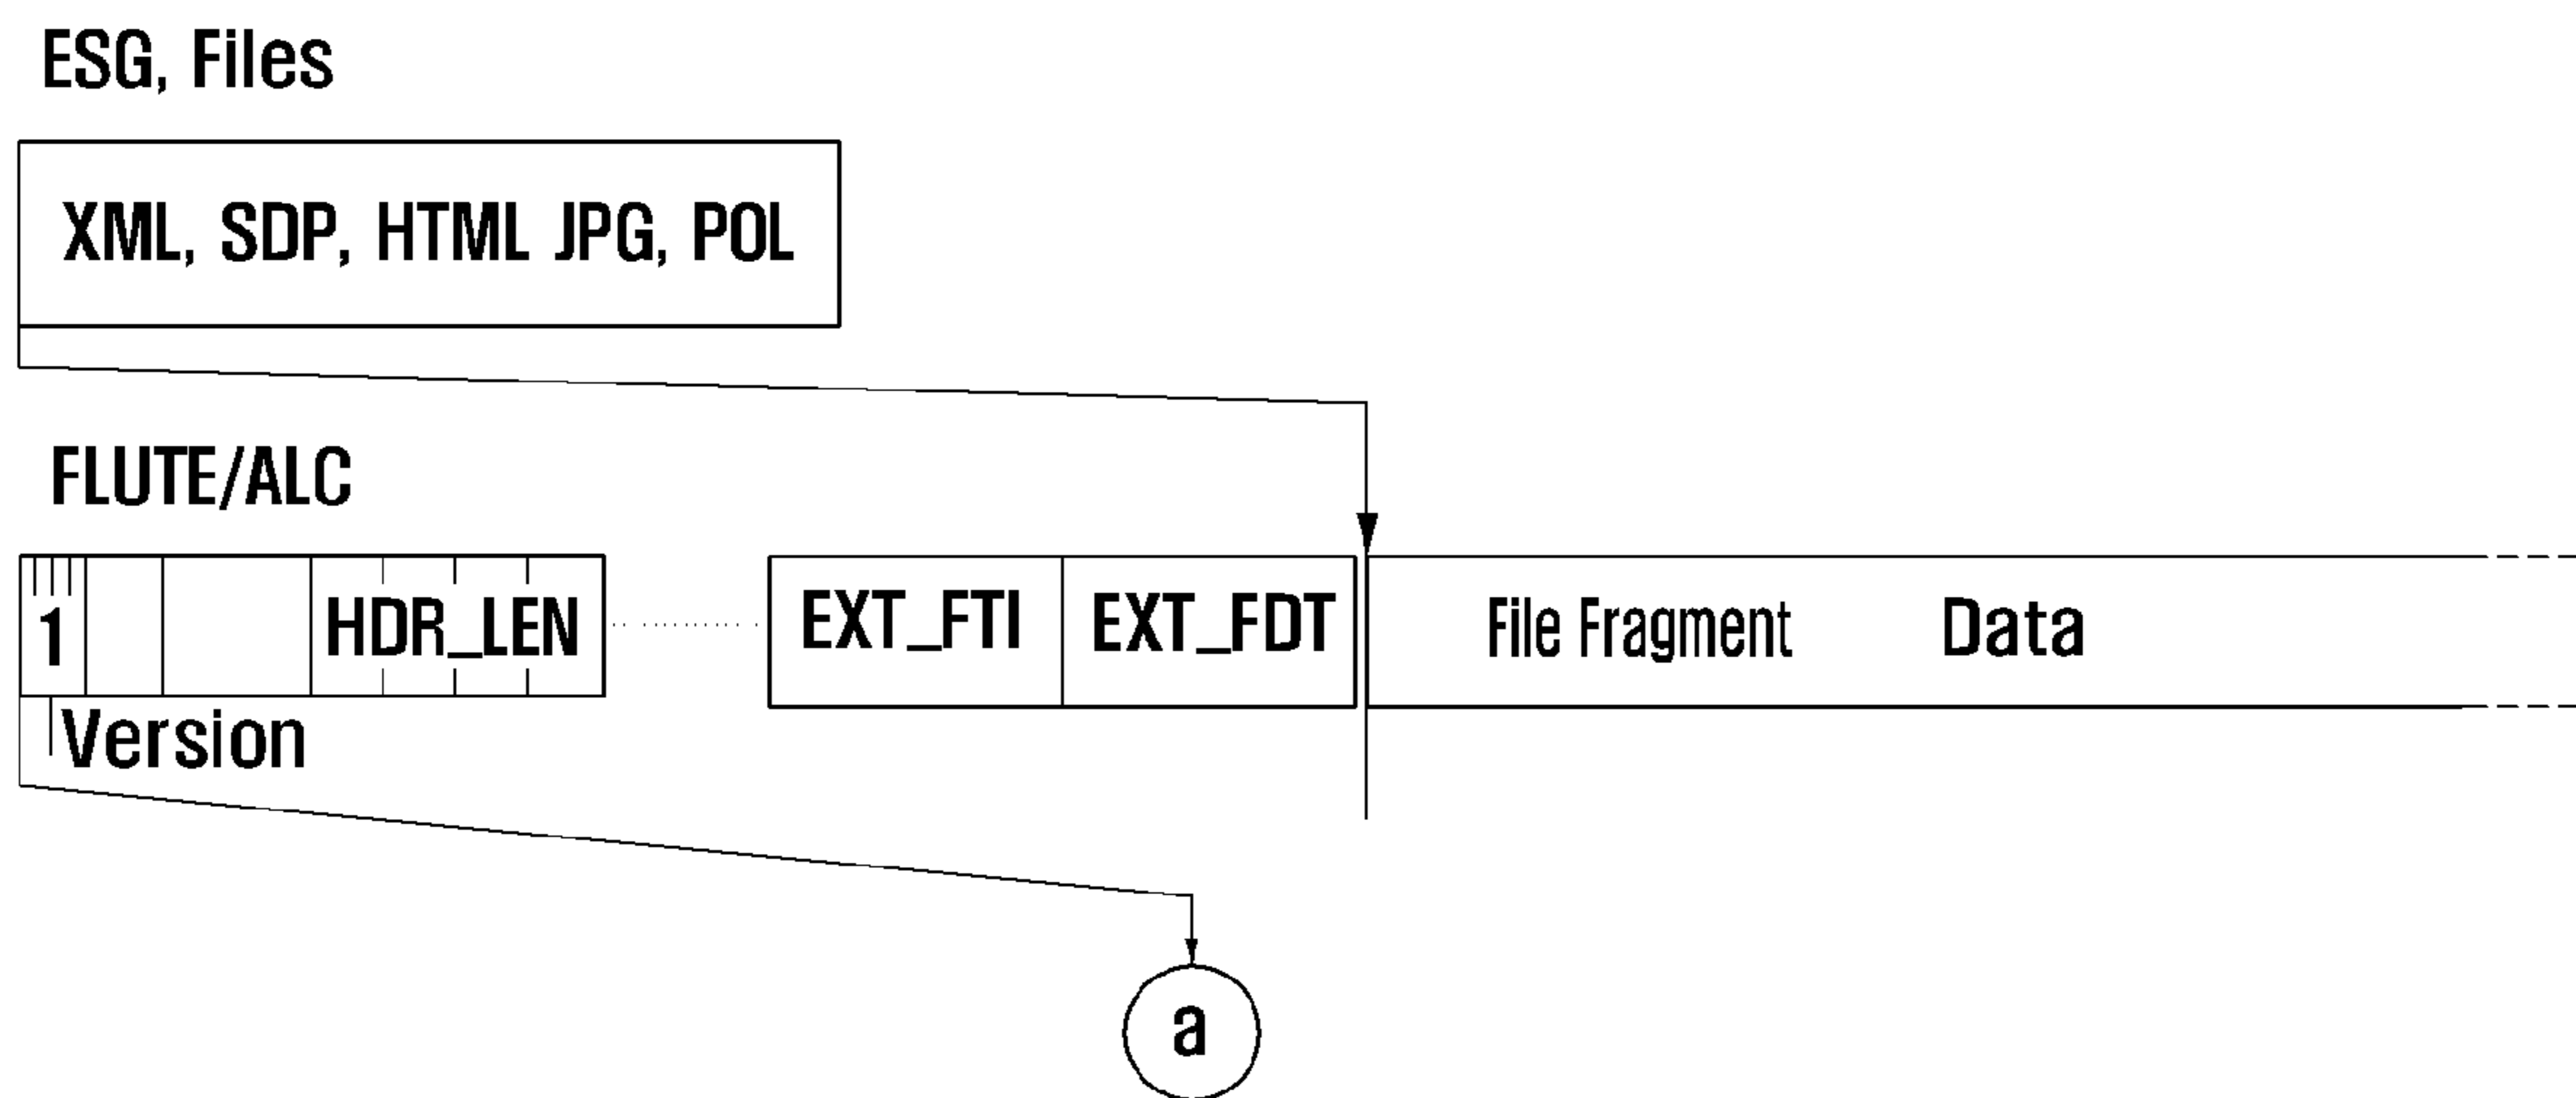 ESG, Files
XML, SDP, HTML JPG, POL
FLUTE/ALC
1 HDR_LEN EXT_FTI EXT_FDT File Fragment Data
Version
a